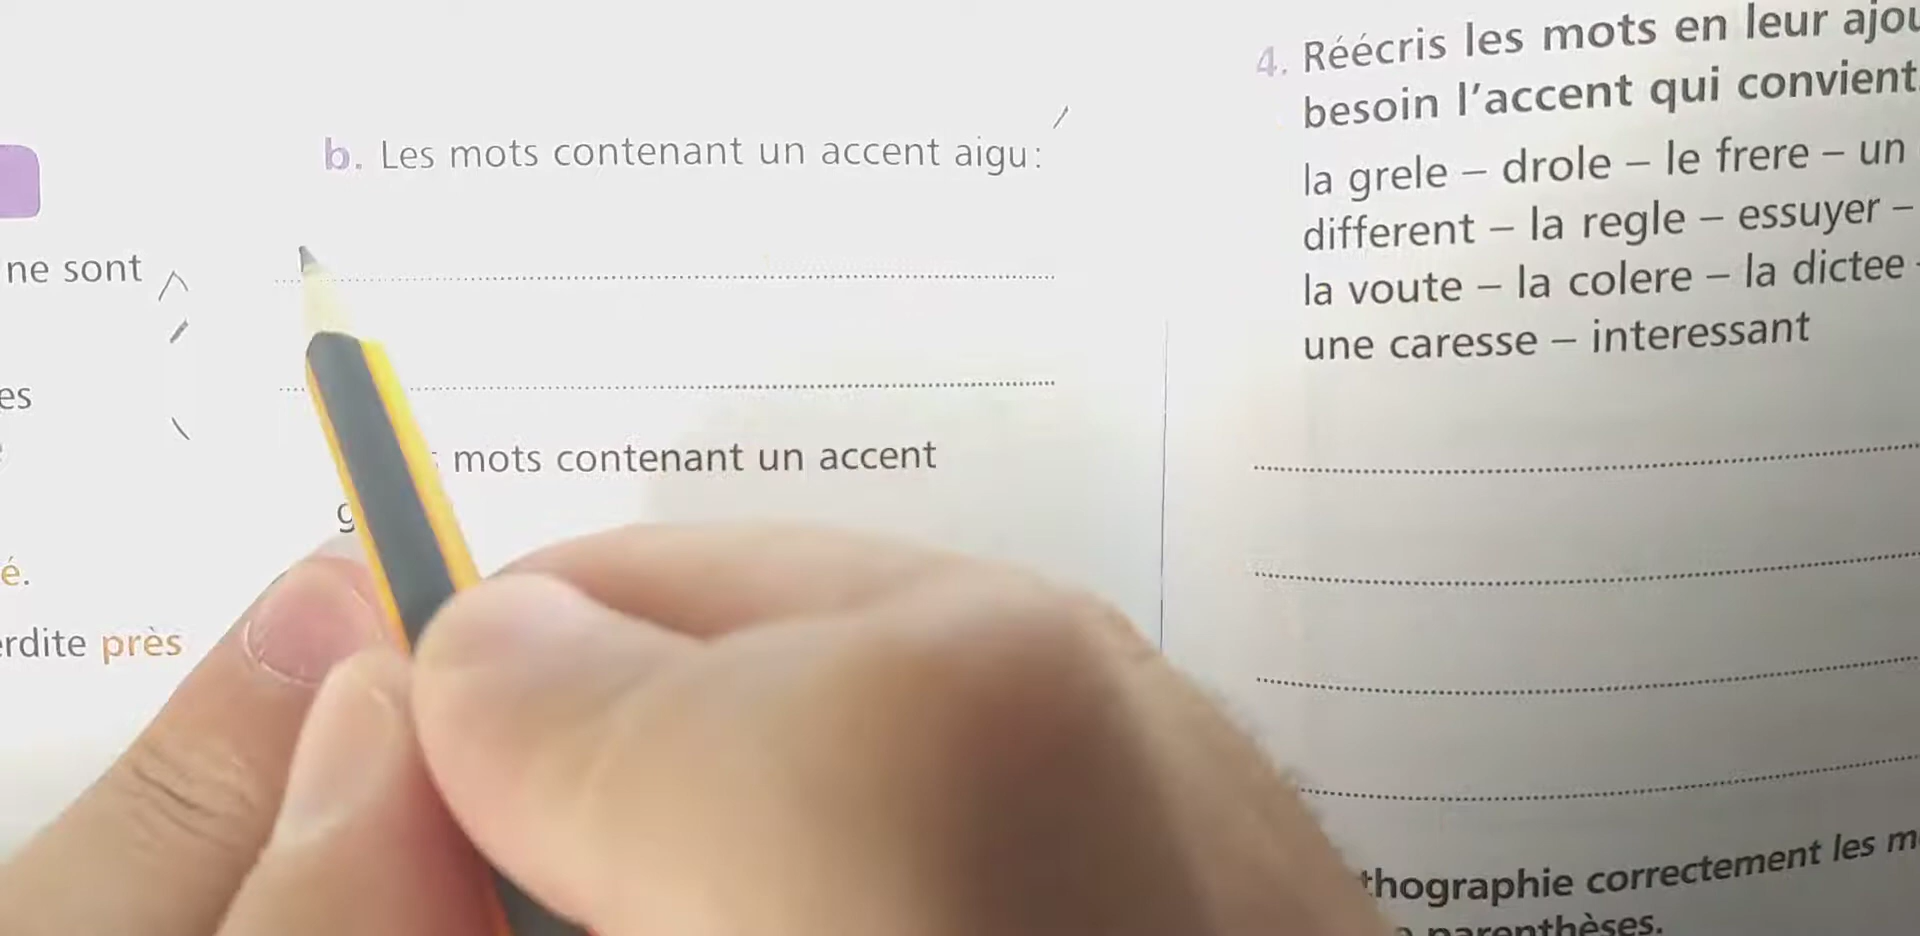 ne sont
es
é.
erdite près
b. Les mots contenant un accent aigu:
mots contenant un accent
g
4. Réécris les mots en leur ajou
besoin l'accent qui convient.
la grele – drole – le frere – un
different – la regle – essuyer –
la voute – la colere – la dictee
une caresse – interessant
thographie correctement les m
parenthèses.